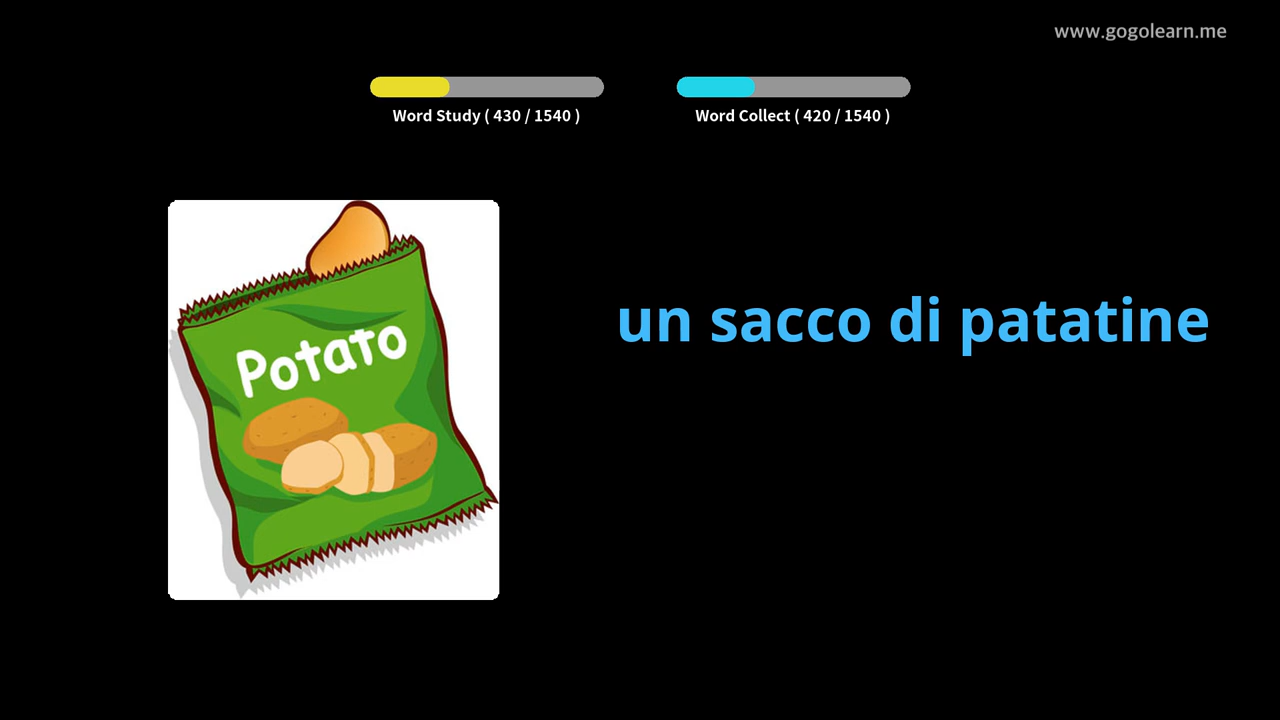 www.gogolearn.me
Word Study ( 430 / 1540 )
Word Collect ( 420 / 1540 )
Potato
un sacco di patatine